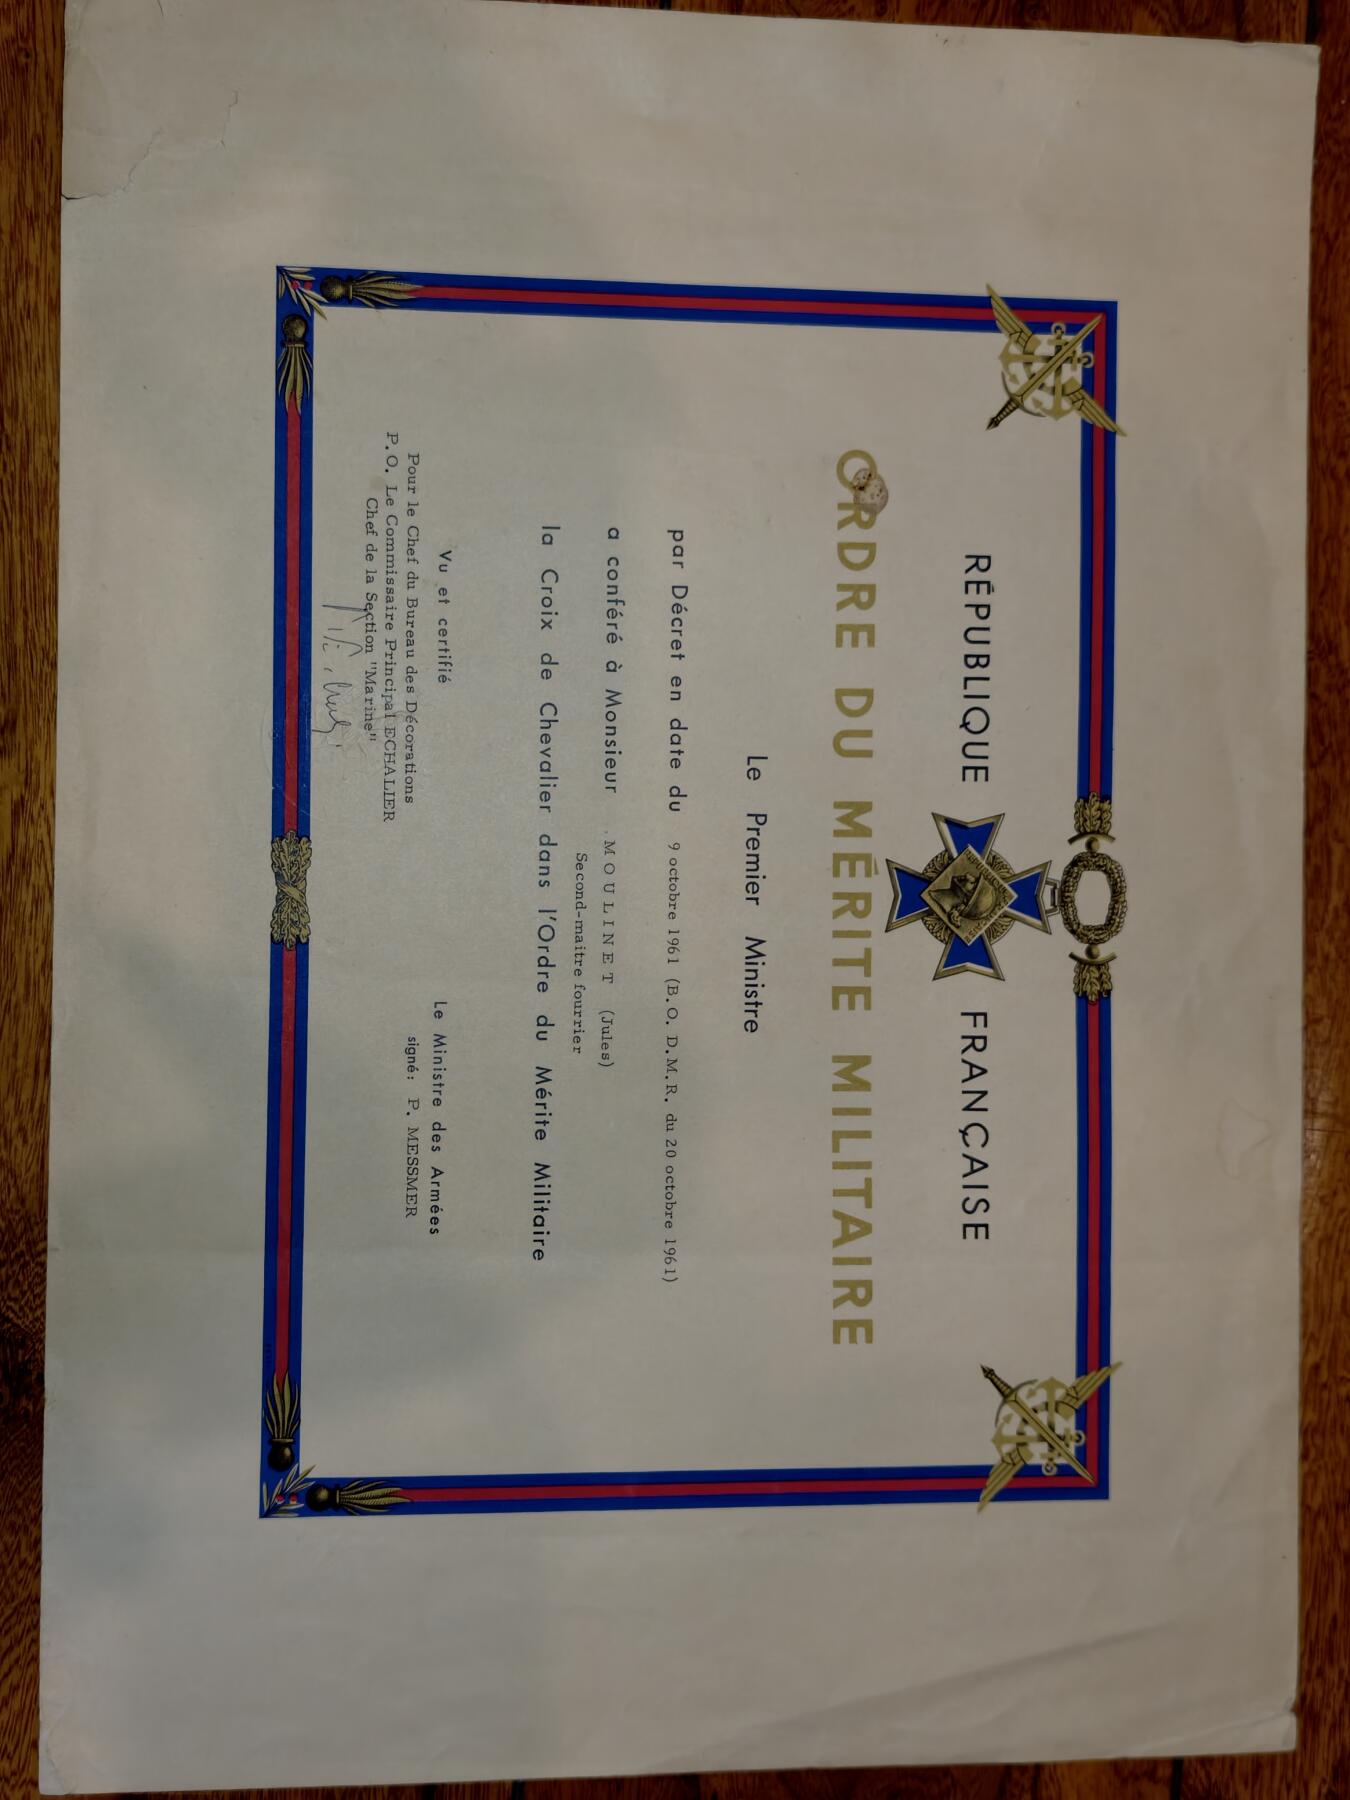 RÉPUBLIQUE FRANÇAISE
ORDRE DU MÉRITE MILITAIRE
Le Premier Ministre
par Décret en date du 9 octobre 1961 (B.O. D.M.R. du 20 octobre 1961)
a conféré à Monsieur MOULINET (Jules)
Second-maitre fourrier
la Croix de Chevalier dans l'Ordre du Mérite Militaire
Vu et certifié
Pour le Chef du Bureau des Décorations
P.O. Le Commissaire Principal ECHALIER
Chef de la Section "Marine"
Le Ministre des Armées
signé: P. MESSMER